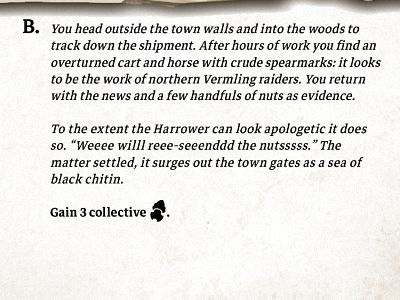 B. You head outside the town walls and into the woods to
track down the shipment. After hours of work you find an
overturned cart and horse with crude spearmarks: it looks
to be the work of northern Vermling raiders. You return
with the news and a few handfuls of nuts as evidence.
To the extent the Harrower can look apologetic it does
so. “Weeee willl reee-seeenddd the nutsssss.” The
matter settled, it surges out the town gates as a sea of
black chitin.
Gain 3 collective .